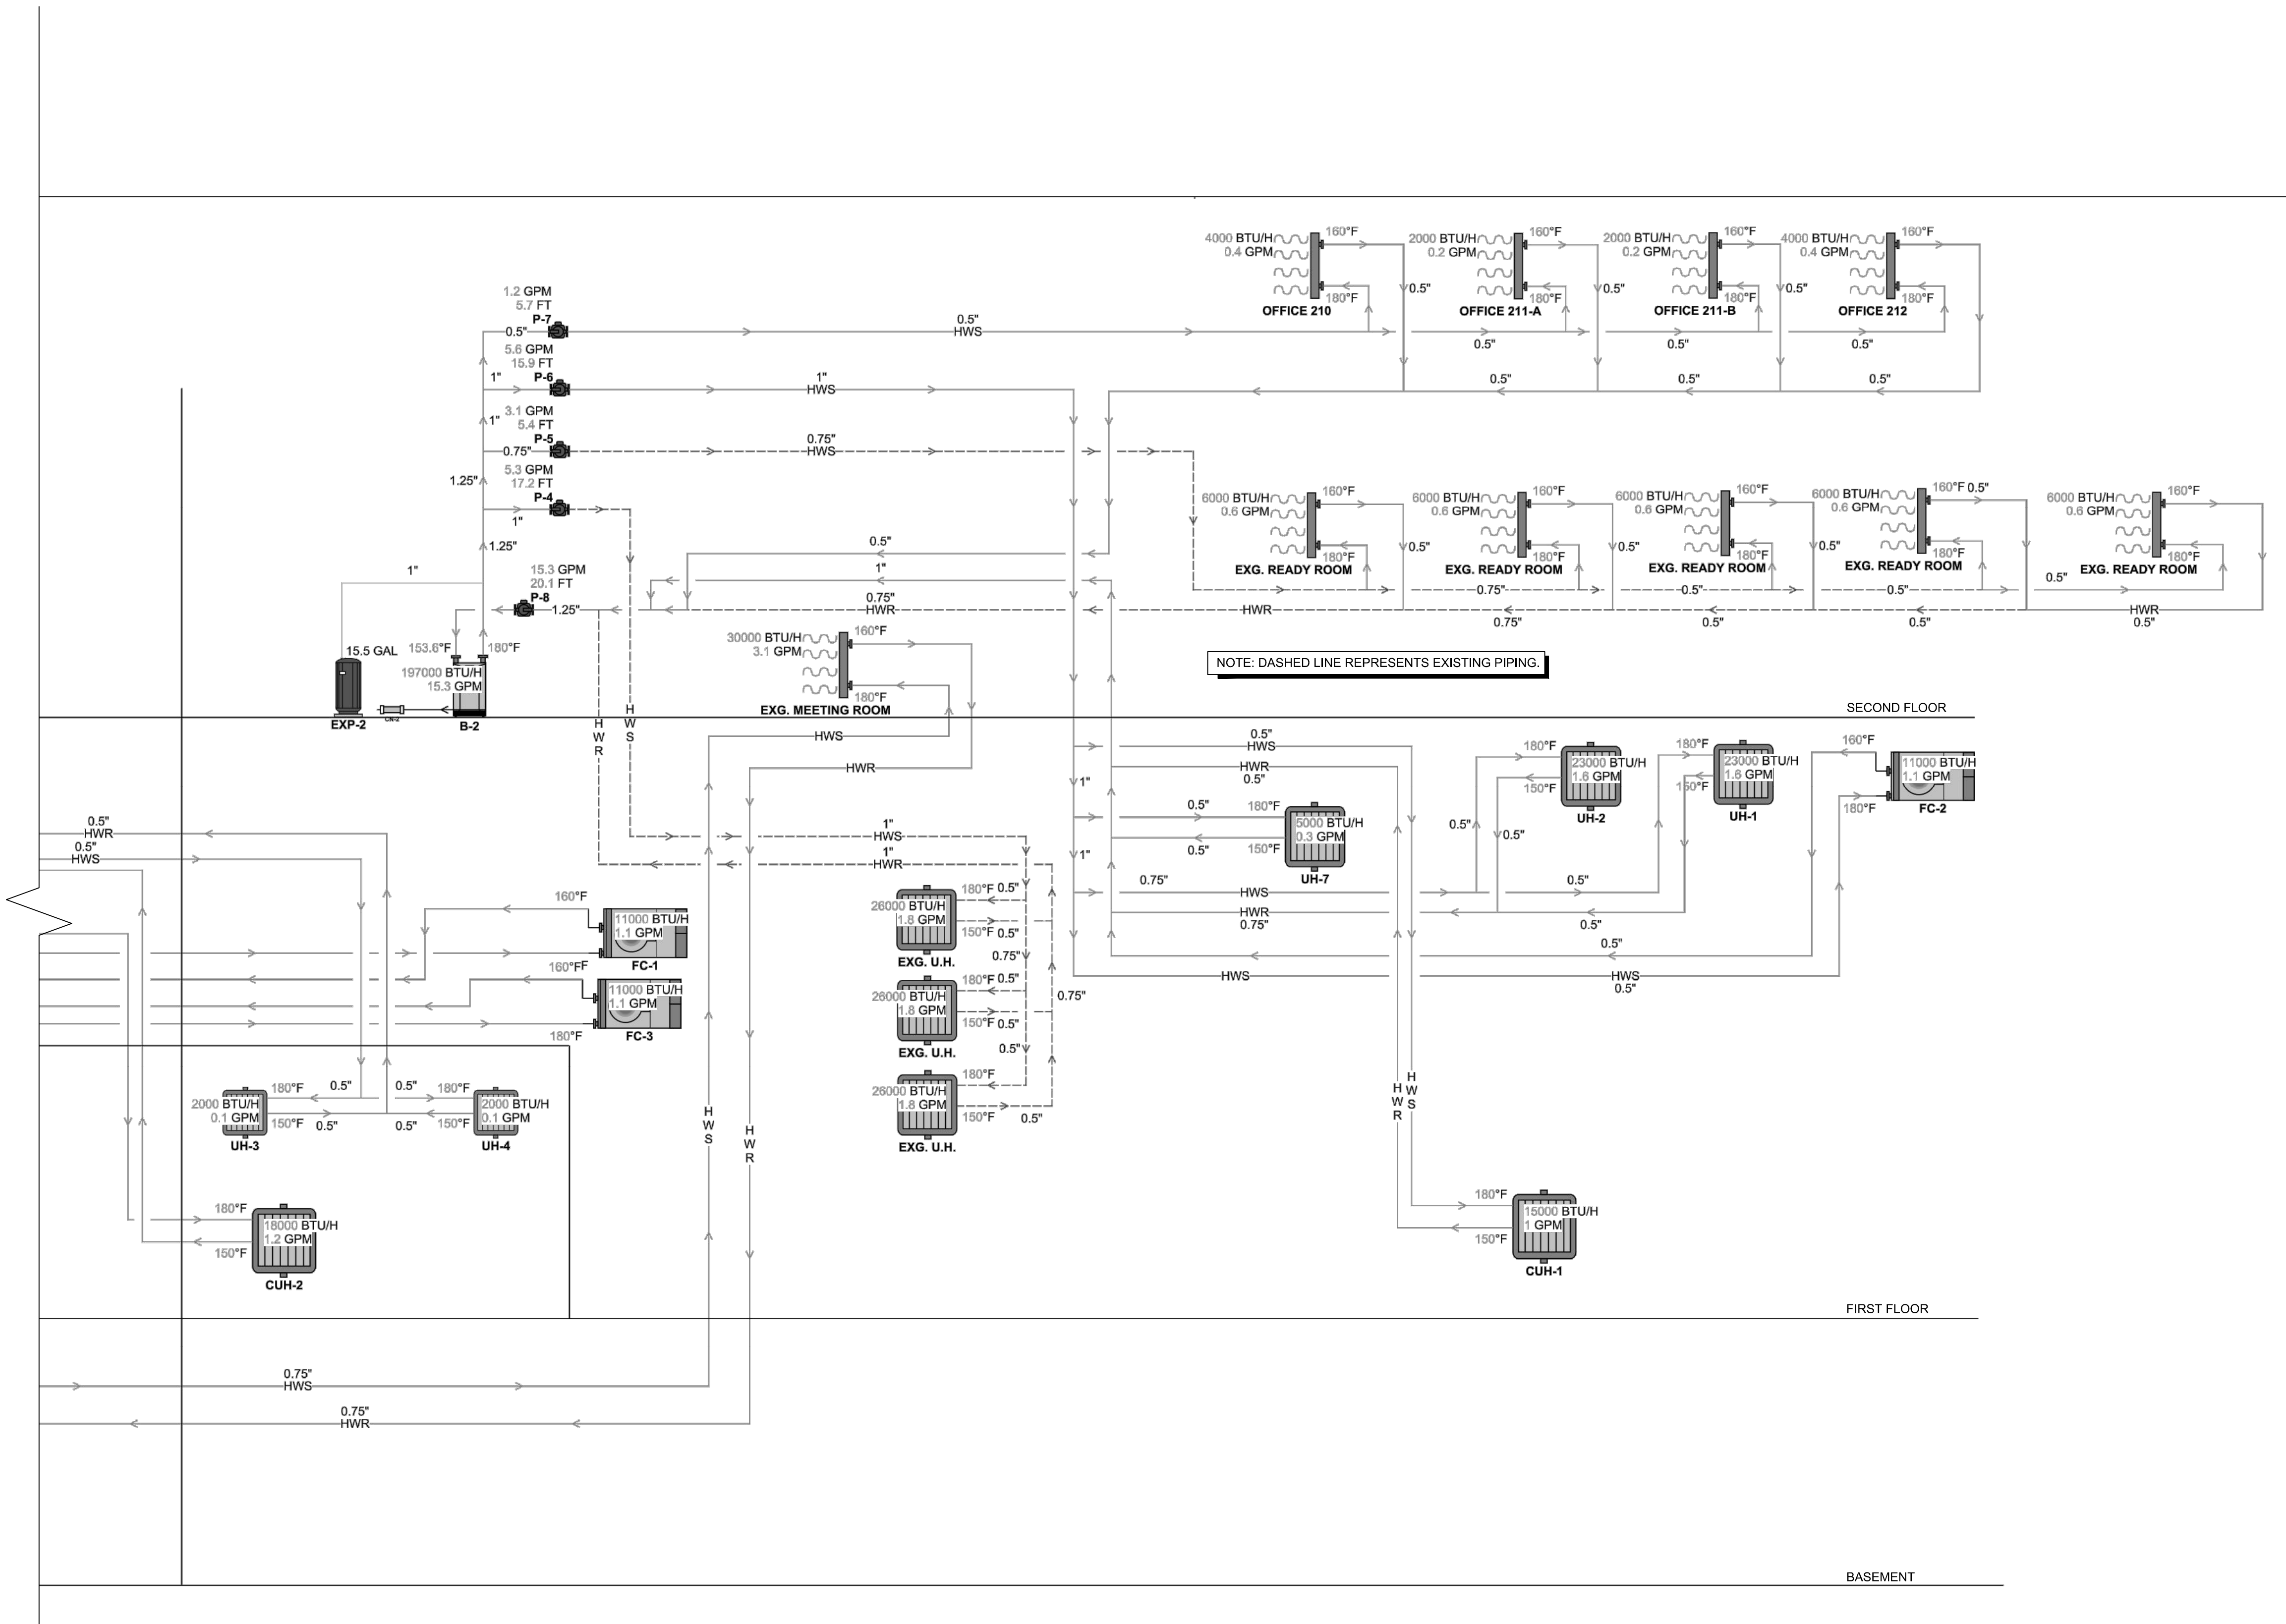 4000 BTU/H
0.4 GPM
160°F
180°F
0.5"
OFFICE 210
2000 BTU/H
0.2 GPM
160°F
180°F
0.5"
OFFICE 211-A
2000 BTU/H
0.2 GPM
160°F
180°F
0.5"
OFFICE 211-B
4000 BTU/H
0.4 GPM
160°F
180°F
OFFICE 212
1.2 GPM
5.7 FT
P-7
0.5"
0.5"
HWS
0.5"
0.5"
0.5"
5.6 GPM
15.9 FT
P-6
1"
1"
HWS
0.5"
0.5"
0.5"
3.1 GPM
5.4 FT
P-5
1"
0.75"
0.75"
HWS
5.3 GPM
17.2 FT
P-4
1.25"
1"
1.25"
6000 BTU/H
0.6 GPM
160°F
180°F
0.5"
EXG. READY ROOM
6000 BTU/H
0.6 GPM
160°F
180°F
0.5"
EXG. READY ROOM
6000 BTU/H
0.6 GPM
160°F
180°F
0.5"
EXG. READY ROOM
6000 BTU/H
0.6 GPM
160°F 0.5"
180°F
EXG. READY ROOM
6000 BTU/H
0.6 GPM
160°F
180°F
EXG. READY ROOM
0.5"
0.75"
0.5"
0.5"
0.5"
1"
0.75"
HWR
HWR
HWR
0.75"
0.5"
0.5"
0.5"
1"
15.3 GPM
20.1 FT
P-8
1.25"
15.5 GAL
153.6°F
180°F
197000 BTU/H
15.3 GPM
EXP-2
CN-2
B-2
30000 BTU/H
3.1 GPM
160°F
180°F
EXG. MEETING ROOM
NOTE: DASHED LINE REPRESENTS EXISTING PIPING.
SECOND FLOOR
H
W
R
H
W
S
HWS
HWR
0.5"
HWS
HWR
0.5"
1"
0.5"
180°F
5000 BTU/H
0.3 GPM
0.5"
150°F
UH-7
1"
180°F
23000 BTU/H
1.6 GPM
150°F
UH-2
0.5"
0.5"
180°F
23000 BTU/H
1.6 GPM
150°F
UH-1
160°F
11000 BTU/H
1.1 GPM
180°F
FC-2
0.75"
HWS
0.5"
HWR
0.75"
0.5"
0.5"
HWS
HWS
0.5"
0.5"
HWR
0.5"
HWS
1"
HWS
1"
HWR
160°F
11000 BTU/H
1.1 GPM
FC-1
160°FF
11000 BTU/H
1.1 GPM
180°F
FC-3
180°F 0.5"
26000 BTU/H
1.8 GPM
150°F 0.5"
EXG. U.H.
0.75"
180°F 0.5"
26000 BTU/H
1.8 GPM
150°F 0.5"
EXG. U.H.
0.75"
0.5"
180°F
26000 BTU/H
1.8 GPM
150°F
0.5"
EXG. U.H.
180°F
0.5"
2000 BTU/H
0.1 GPM
150°F
0.5"
UH-3
0.5"
180°F
2000 BTU/H
0.1 GPM
0.5"
150°F
UH-4
H
W
S
H
W
R
H
W
R
H
W
S
180°F
18000 BTU/H
1.2 GPM
150°F
CUH-2
180°F
15000 BTU/H
1 GPM
150°F
CUH-1
FIRST FLOOR
0.75"
HWS
0.75"
HWR
BASEMENT